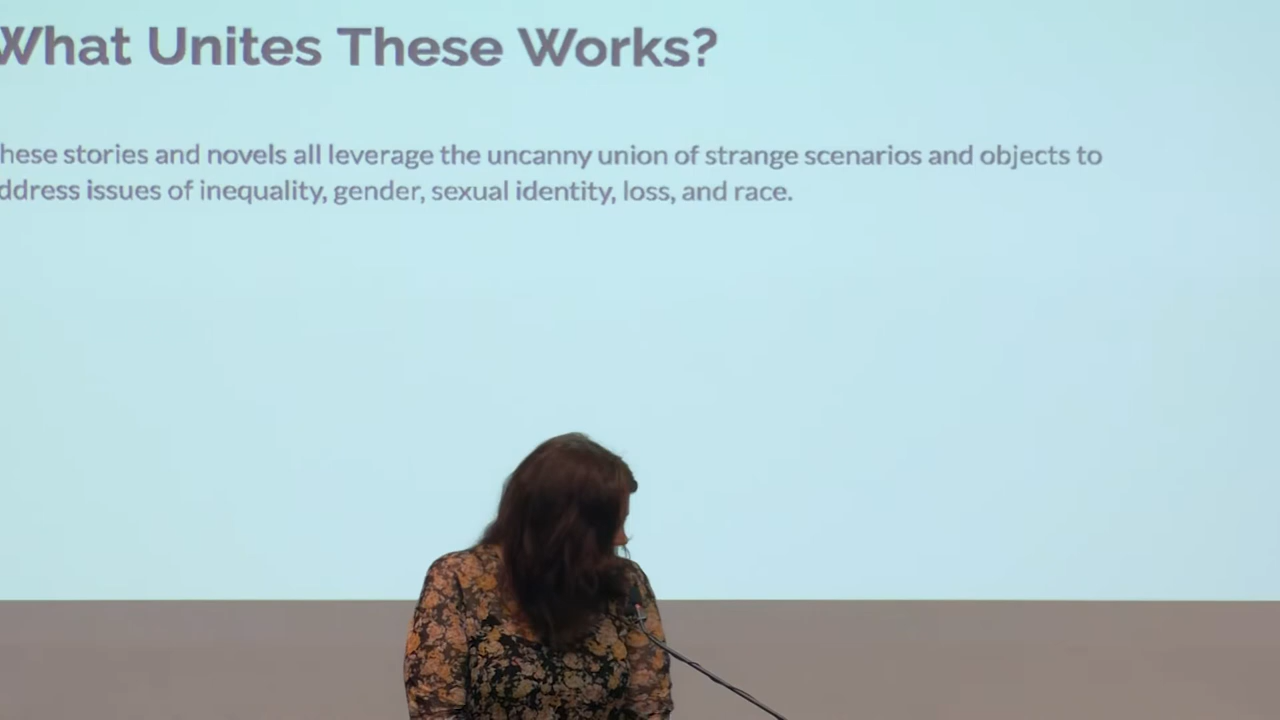 What Unites These Works?
hese stories and novels all leverage the uncanny union of strange scenarios and objects to
ddress issues of inequality, gender, sexual identity, loss, and race.